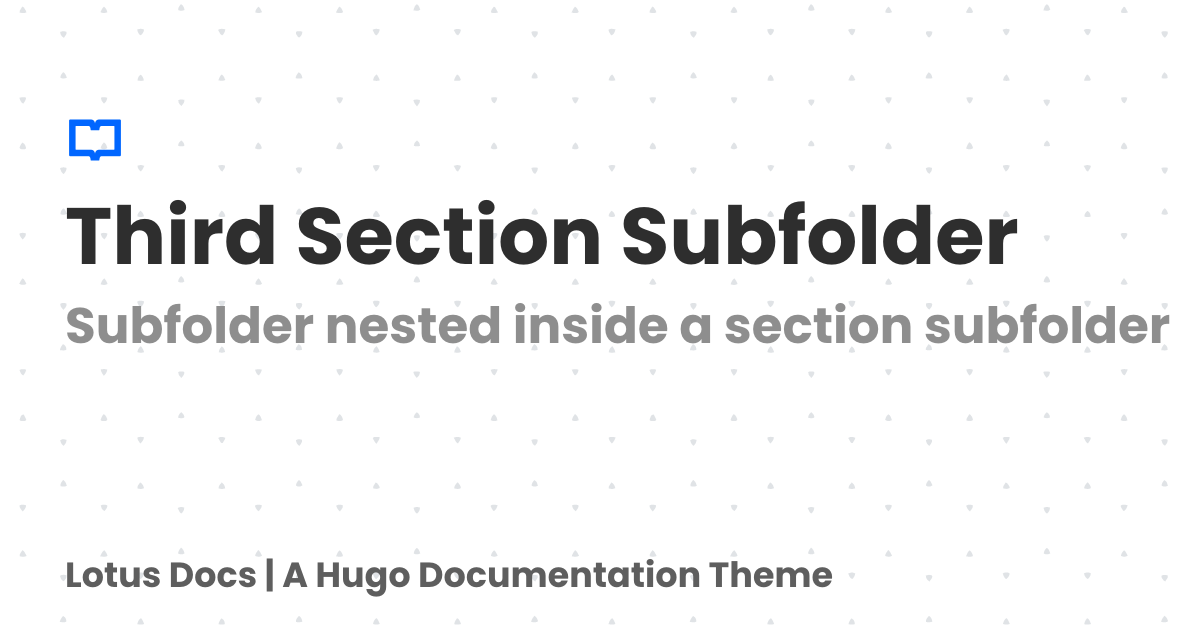 Third Section Subfolder
Subfolder nested inside a section subfolder
Lotus Docs | A Hugo Documentation Theme